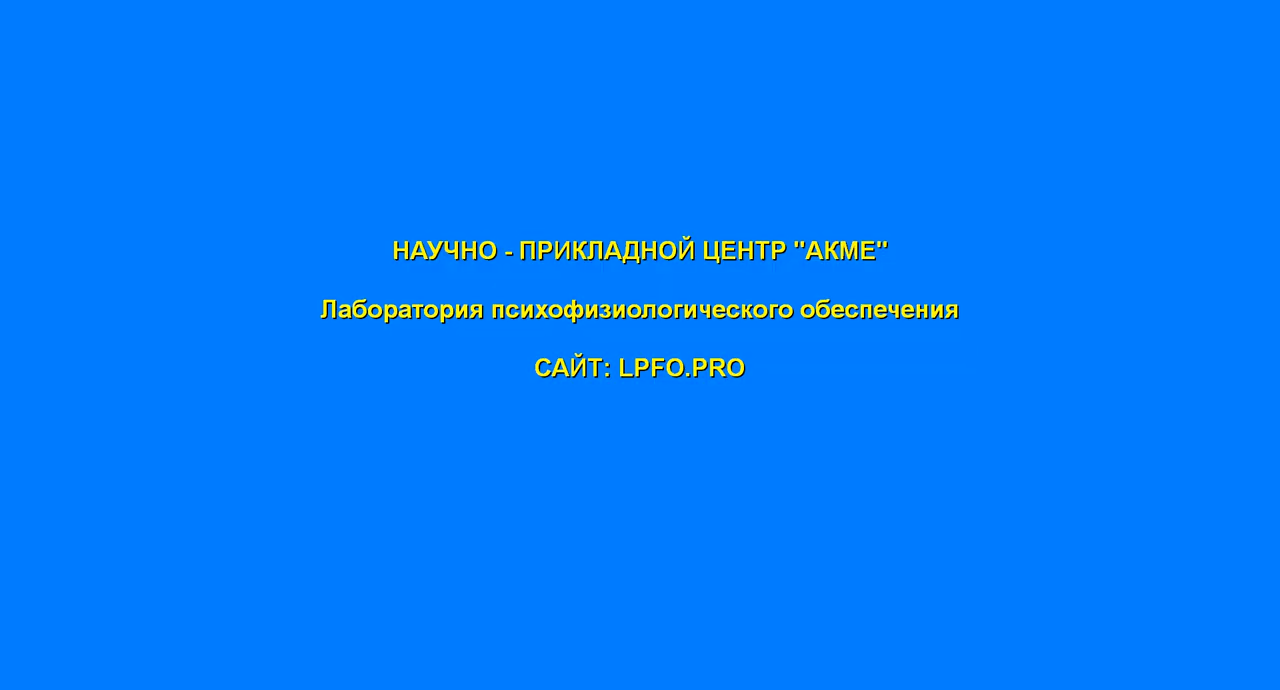 НАУЧНО - ПРИКЛАДНОЙ ЦЕНТР "АКМЕ"
Лаборатория психофизиологического обеспечения
САЙТ: LPFO.PRO